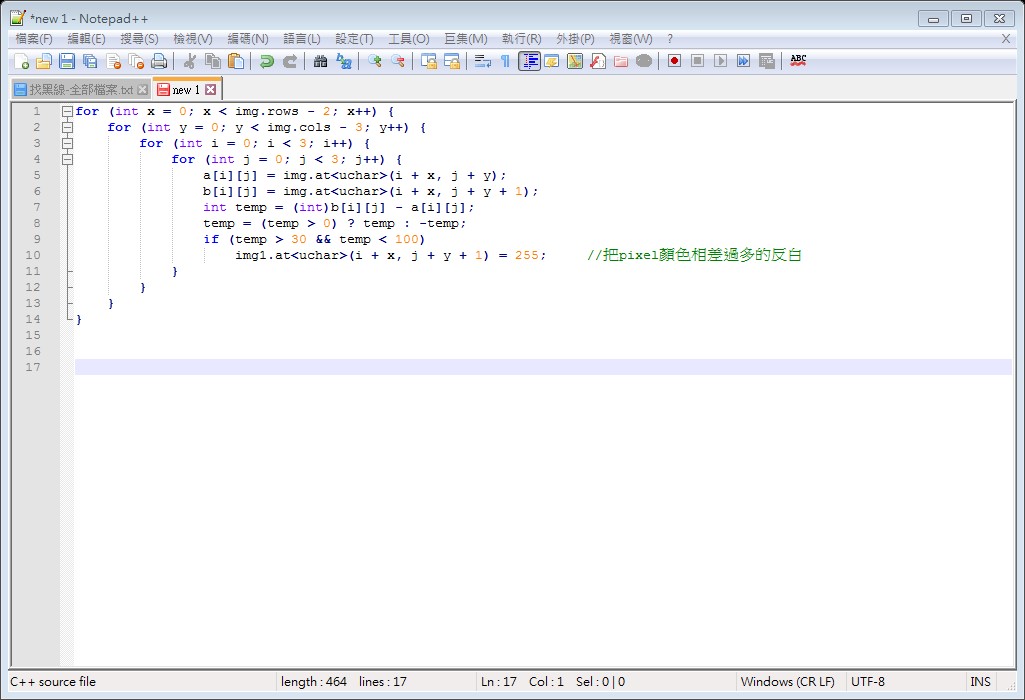 *new 1 - Notepad++
檔案(F) 編輯(E) 搜尋(S) 檢視(V) 編碼(N) 語言(L) 設定(T) 工具(O) 巨集(M) 執行(R) 外掛(P) 視窗(W) ? X
ABC
找黑線-全部檔案.txt new 1
1 for (int x = 0; x < img.rows - 2; x++) {
2 for (int y = 0; y < img.cols - 3; y++) {
3 for (int i = 0; i < 3; i++) {
4 for (int j = 0; j < 3; j++) {
5 a[i][j] = img.at<uchar>(i + x, j + y);
6 b[i][j] = img.at<uchar>(i + x, j + y + 1);
7 int temp = (int)b[i][j] - a[i][j];
8 temp = (temp > 0) ? temp : -temp;
9 if (temp > 30 && temp < 100)
10 img1.at<uchar>(i + x, j + y + 1) = 255; //把pixel顏色相差過多的反白
11 }
12 }
13 }
14 }
15
16
17
C++ source file length : 464 lines : 17 Ln : 17 Col : 1 Sel : 0 | 0 Windows (CR LF) UTF-8 INS